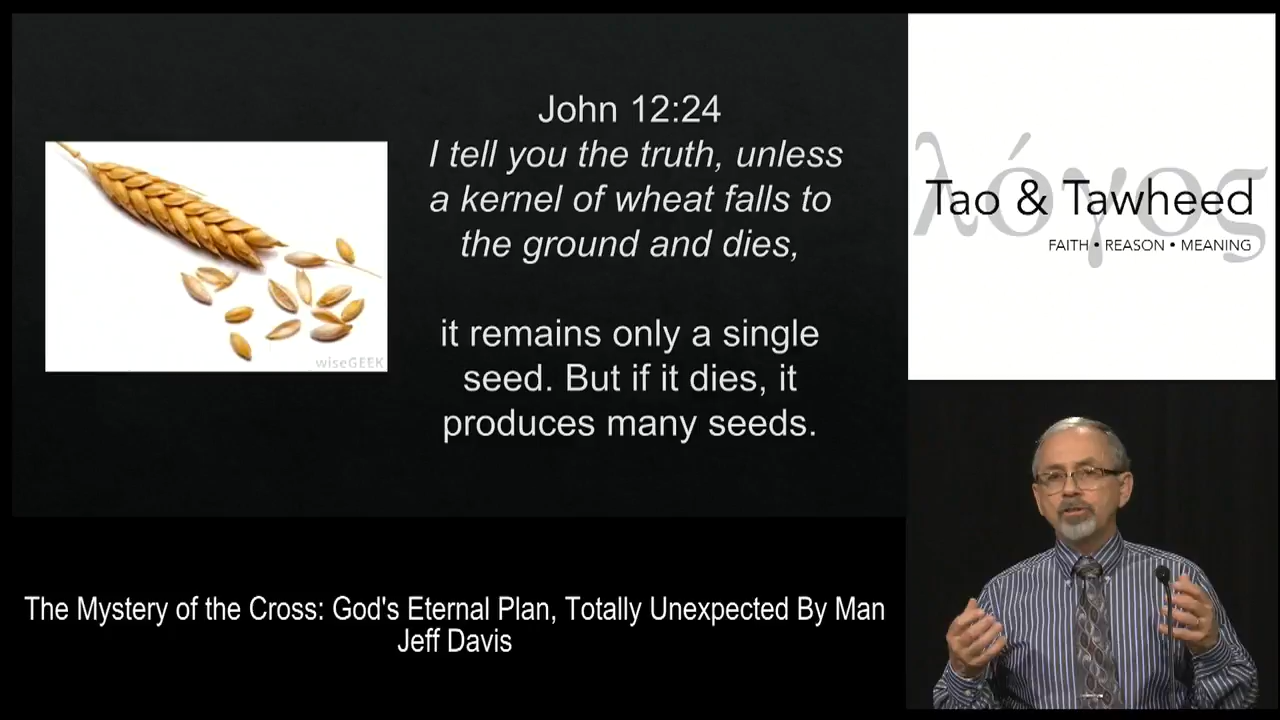 John 12:24
I tell you the truth, unless
a kernel of wheat falls to
the ground and dies,
it remains only a single
seed. But if it dies, it
produces many seeds.
wiseGEEK
λόγος
Tao & Tawheed
FAITH • REASON • MEANING
The Mystery of the Cross: God's Eternal Plan, Totally Unexpected By Man
Jeff Davis